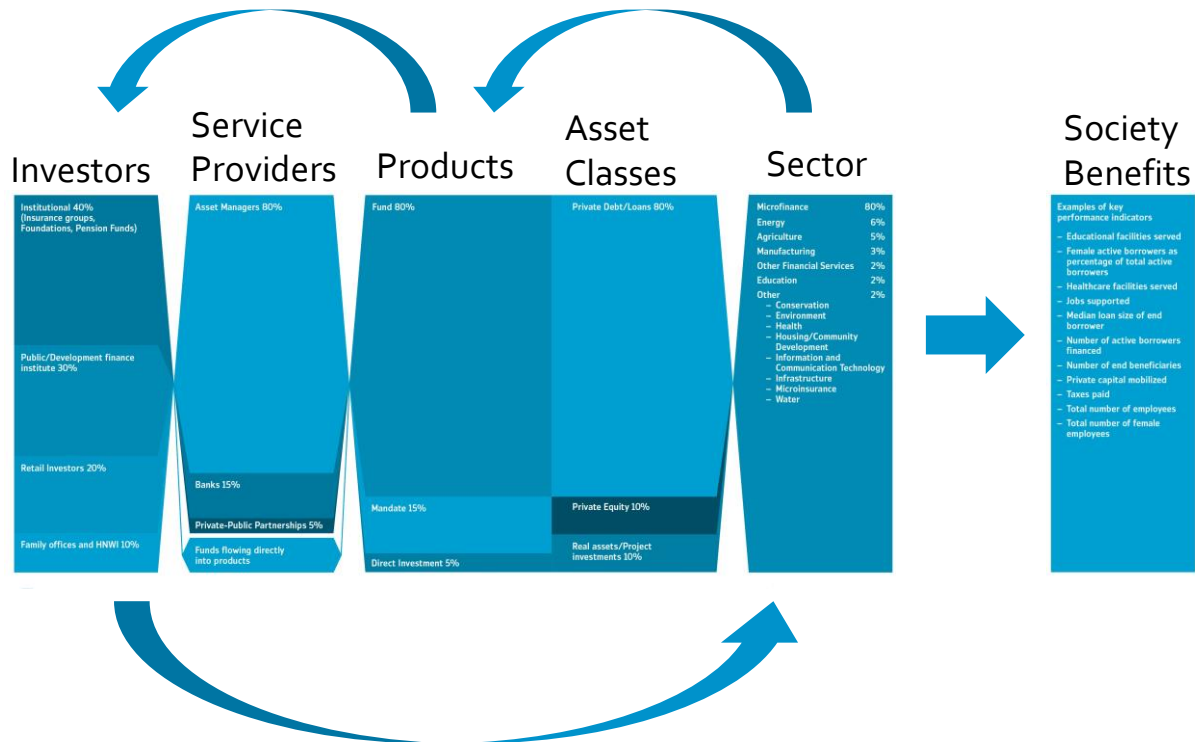 Investors
Service
Providers
Products
Asset
Classes
Sector
Society
Benefits
Institutional 40%
(Insurance groups,
Foundations, Pension Funds)
Public/Development finance
institute 30%
Retail Investors 20%
Family offices and HNWI 10%
Asset Managers 80%
Banks 15%
Private-Public Partnerships 5%
Funds flowing directly
into products
Fund 80%
Mandate 15%
Direct Investment 5%
Private Debt/Loans 80%
Private Equity 10%
Real assets/Project
investments 10%
Microfinance 80%
Energy 6%
Agriculture 5%
Manufacturing 3%
Other Financial Services 2%
Education 2%
Other 2%
– Conservation
– Environment
– Health
– Housing/Community
Development
– Information and
Communication Technology
– Infrastructure
– Microinsurance
– Water
Examples of key
performance indicators
– Educational facilities served
– Female active borrowers as
percentage of total active
borrowers
– Healthcare facilities served
– Jobs supported
– Median loan size of end
borrower
– Number of active borrowers
financed
– Number of end beneficiaries
– Private capital mobilized
– Taxes paid
– Total number of employees
– Total number of female
employees